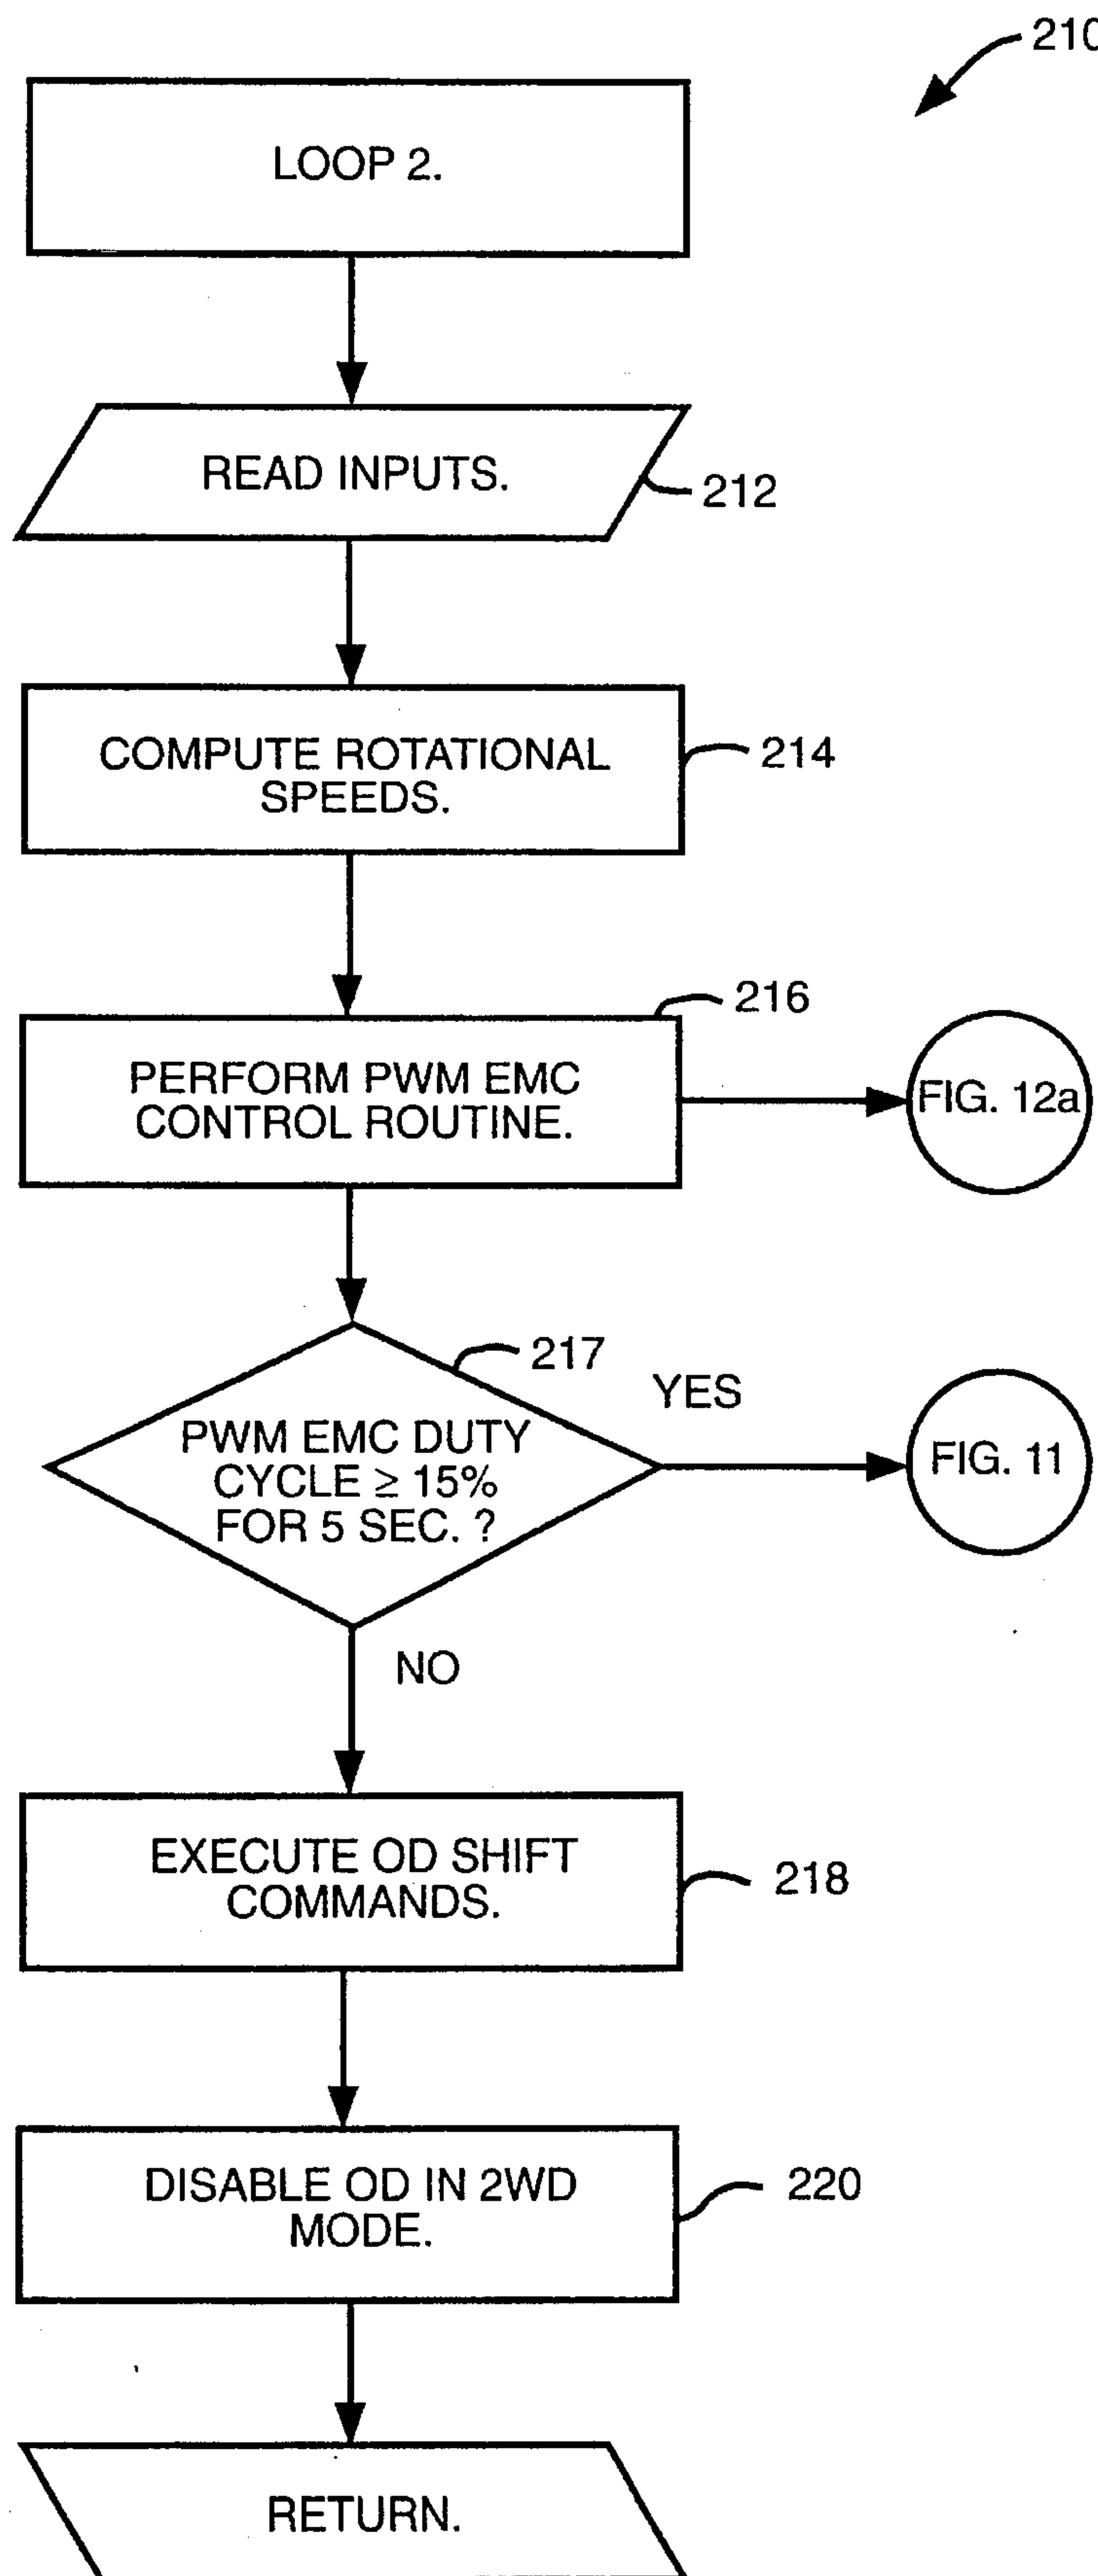 210
LOOP 2.
READ INPUTS.
212
COMPUTE ROTATIONAL
SPEEDS.
214
216
PERFORM PWM EMC
CONTROL ROUTINE.
FIG. 12a
217
PWM EMC DUTY
CYCLE ≥ 15%
FOR 5 SEC. ?
YES
FIG. 11
NO
EXECUTE OD SHIFT
COMMANDS.
218
DISABLE OD IN 2WD
MODE.
220
RETURN.